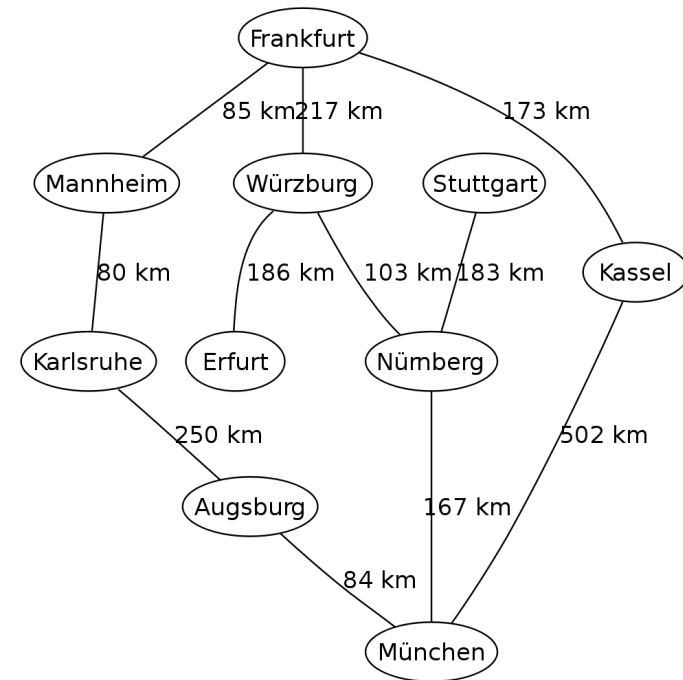 Frankfurt
85 km
217 km
173 km
Mannheim
Würzburg
Stuttgart
80 km
186 km
103 km
183 km
Kassel
Karlsruhe
Erfurt
Nürnberg
250 km
502 km
Augsburg
167 km
84 km
München